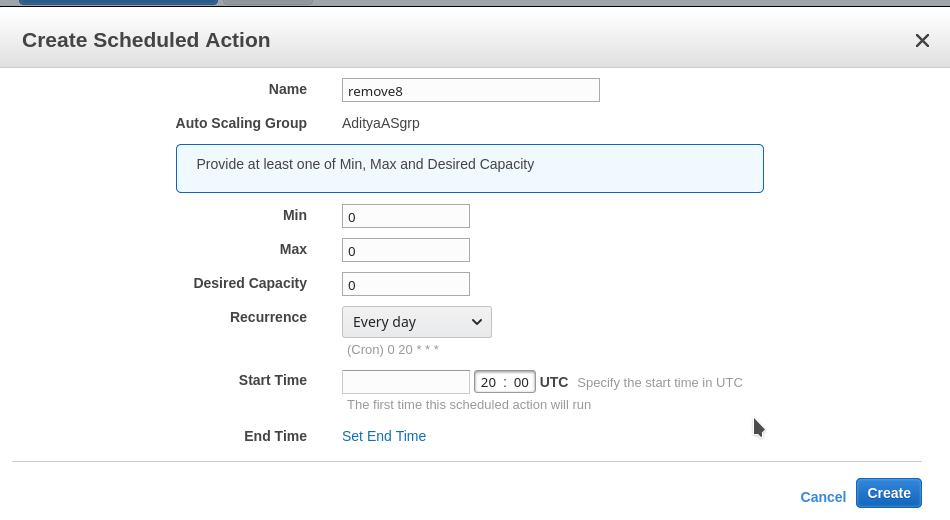 Create Scheduled Action
Name remove8
Auto Scaling Group AdityaASgrp
Provide at least one of Min, Max and Desired Capacity
Min 0
Max 0
Desired Capacity 0
Recurrence Every day
(Cron) 0 20 * * *
Start Time 20 : 00 UTC Specify the start time in UTC
The first time this scheduled action will run
End Time Set End Time
Cancel Create